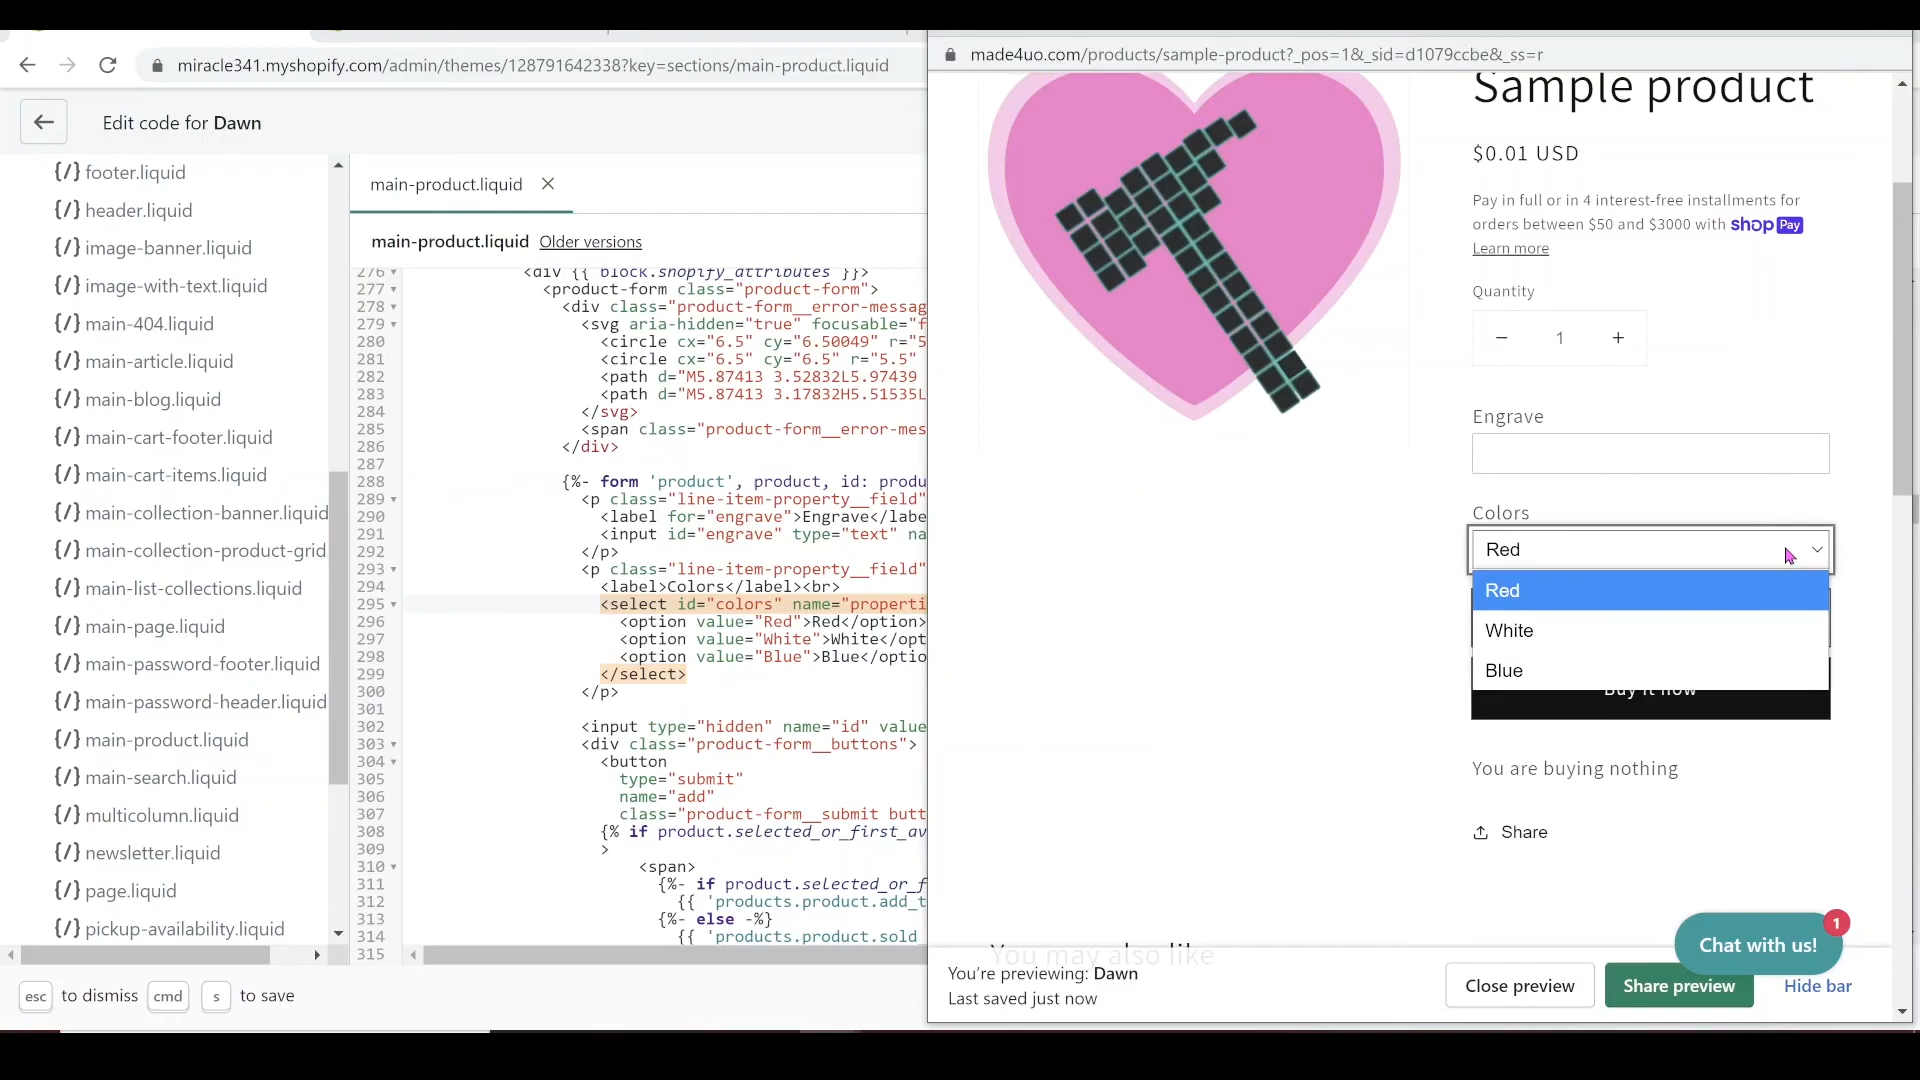 miracle341.myshopify.com/admin/themes/128791642338?key=sections/main-product.liquid
Edit code for Dawn
{/} footer.liquid
{/} header.liquid
{/} image-banner.liquid
{/} image-with-text.liquid
{/} main-404.liquid
{/} main-article.liquid
{/} main-blog.liquid
{/} main-cart-footer.liquid
{/} main-cart-items.liquid
{/} main-collection-banner.liquid
{/} main-collection-product-grid
{/} main-list-collections.liquid
{/} main-page.liquid
{/} main-password-footer.liquid
{/} main-password-header.liquid
{/} main-product.liquid
{/} main-search.liquid
{/} multicolumn.liquid
{/} newsletter.liquid
{/} page.liquid
{/} pickup-availability.liquid
esc to dismiss cmd s to save
main-product.liquid
main-product.liquid Older versions
276 <div {{ block.shopify_attributes }}>
277 <product-form class="product-form">
278 <div class="product-form__error-messag
279 <svg aria-hidden="true" focusable="f
280 <circle cx="6.5" cy="6.50049" r="5
281 <circle cx="6.5" cy="6.5" r="5.5"
282 <path d="M5.87413 3.52832L5.97439
283 <path d="M5.87413 3.17832H5.51535L
284 </svg>
285 <span class="product-form__error-mes
286 </div>
287
288 {%- form 'product', product, id: produ
289 <p class="line-item-property__field"
290 <label for="engrave">Engrave</labe
291 <input id="engrave" type="text" na
292 </p>
293 <p class="line-item-property__field"
294 <label>Colors</label><br>
295 <select id="colors" name="properti
296 <option value="Red">Red</option>
297 <option value="White">White</opt
298 <option value="Blue">Blue</optio
299 </select>
300 </p>
301
302 <input type="hidden" name="id" value
303 <div class="product-form__buttons">
304 <button
305 type="submit"
306 name="add"
307 class="product-form__submit butt
308 {% if product.selected_or_first_av
309 >
310 <span>
311 {%- if product.selected_or_f
312 {{ 'products.product.add_t
313 {%- else -%}
314 {{ 'products.product.sold
315
made4uo.com/products/sample-product?_pos=1&_sid=d1079ccbe&_ss=r
Sample product
$0.01 USD
Pay in full or in 4 interest-free installments for
orders between $50 and $3000 with shop Pay
Learn more
Quantity
− 1 +
Engrave
Colors
Red
Red
White
Blue
Buy it now
You are buying nothing
Share
You may also like
Chat with us!
1
You're previewing: Dawn
Last saved just now
Close preview
Share preview
Hide bar